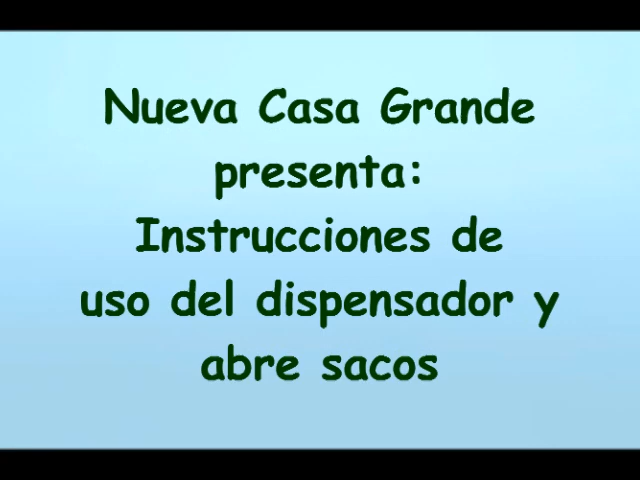 Nueva Casa Grande
presenta:
Instrucciones de
uso del dispensador y
abre sacos